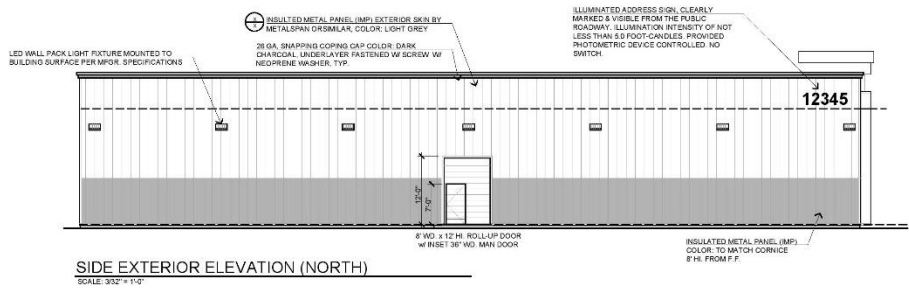 INSULTED METAL PANEL (IMP) EXTERIOR SKIN BY
METALSPAN ORSIMILAR, COLOR: LIGHT GREY
26 GA, SNAPPING COPING CAP COLOR: DARK
CHARCOAL, UNDERLAYER FASTENED W/ SCREW W/
NEOPRENE WASHER, TYP.
ILLUMINATED ADDRESS SIGN, CLEARLY
MARKED & VISIBLE FROM THE PUBLIC
ROADWAY. ILLUMINATION INTENSITY OF NOT
LESS THAN 5.0 FOOT-CANDLES. PROVIDED
PHOTOMETRIC DEVICE CONTROLLED. NO
SWITCH.
LED WALL PACK LIGHT FIXTURE MOUNTED TO
BUILDING SURFACE PER MFGR. SPECIFICATIONS
12345
12'-0"
7'-0"
8' WD. x 12' HI. ROLL-UP DOOR
w/ INSET 36" WD. MAN DOOR
INSULATED METAL PANEL (IMP)
COLOR: TO MATCH CORNICE
8' HI. FROM F.F.
SIDE EXTERIOR ELEVATION (NORTH)
SCALE: 3/32" = 1'-0"